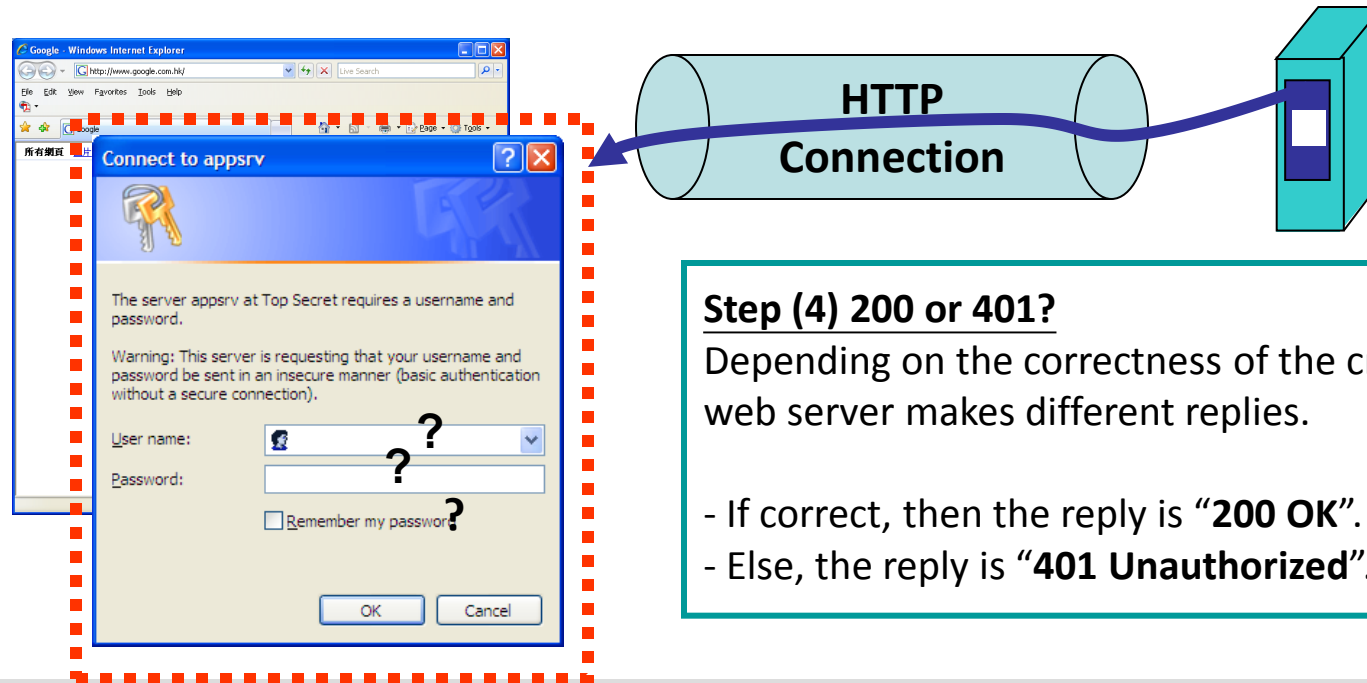 Google - Windows Internet Explorer
http://www.google.com.hk/
Live Search
File Edit View Favorites Tools Help
Google
Page Tools
所有網頁 圖片
Connect to appsrv
The server appsrv at Top Secret requires a username and
password.
Warning: This server is requesting that your username and
password be sent in an insecure manner (basic authentication
without a secure connection).
User name:
?
Password:
?
Remember my password
?
OK Cancel
HTTP
Connection
Step (4) 200 or 401?
Depending on the correctness of the
web server makes different replies.
- If correct, then the reply is “200 OK”.
- Else, the reply is “401 Unauthorized”.